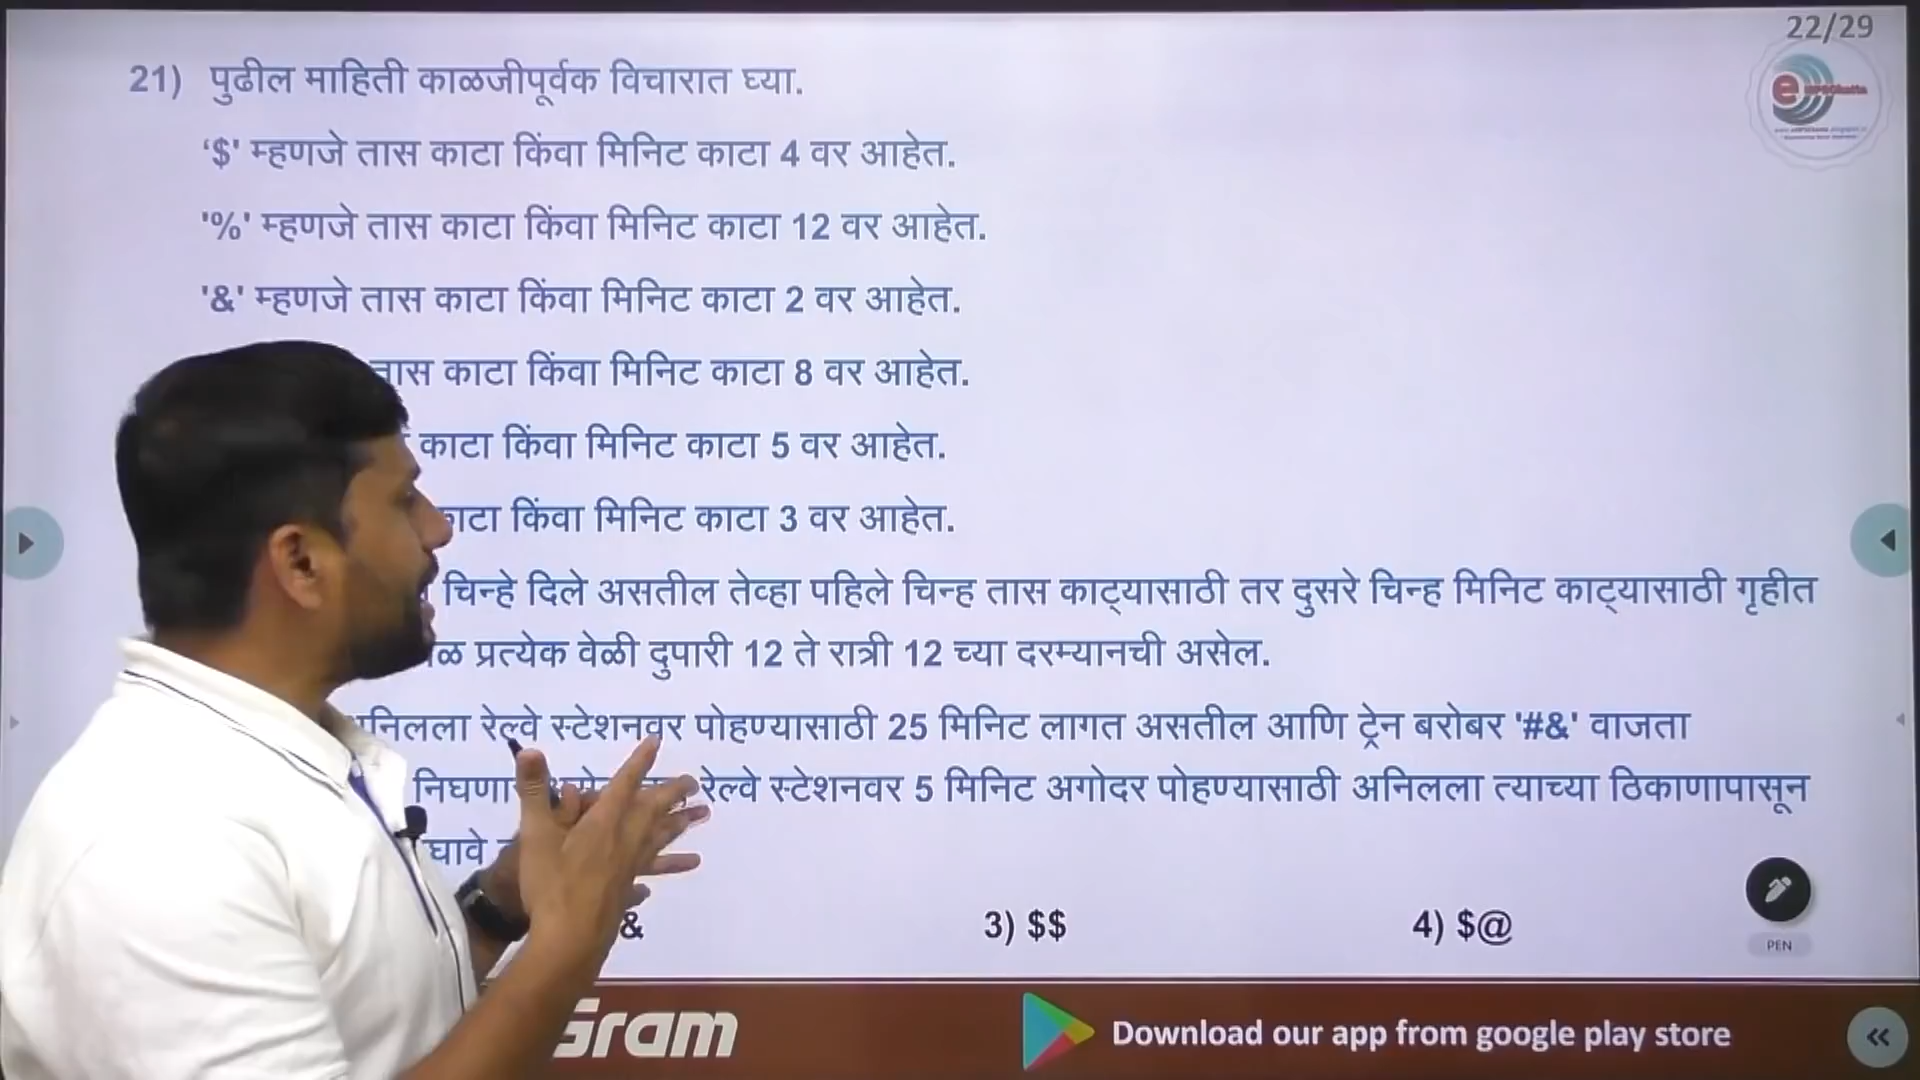 22/29
21) पुढील माहिती काळजीपूर्वक विचारात घ्या.
‘$' म्हणजे तास काटा किंवा मिनिट काटा 4 वर आहेत.
'%' म्हणजे तास काटा किंवा मिनिट काटा 12 वर आहेत.
'&' म्हणजे तास काटा किंवा मिनिट काटा 2 वर आहेत.
तास काटा किंवा मिनिट काटा 8 वर आहेत.
काटा किंवा मिनिट काटा 5 वर आहेत.
काटा किंवा मिनिट काटा 3 वर आहेत.
चिन्हे दिले असतील तेव्हा पहिले चिन्ह तास काट्यासाठी तर दुसरे चिन्ह मिनिट काट्यासाठी गृहीत
प्रत्येक वेळी दुपारी 12 ते रात्री 12 च्या दरम्यानची असेल.
रेल्वे स्टेशनवर पोहण्यासाठी 25 मिनिट लागत असतील आणि ट्रेन बरोबर '#&' वाजता
रेल्वे स्टेशनवर 5 मिनिट अगोदर पोहण्यासाठी अनिलला त्याच्या ठिकाणापासून
& 3) $$ 4) $@
PEN
Gram Download our app from google play store